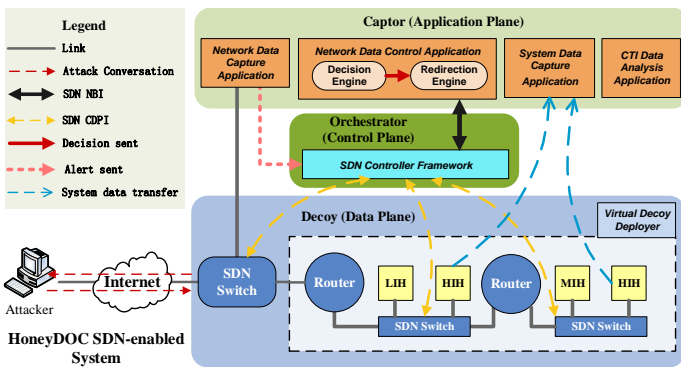 Legend
Link
Attack Conversation
SDN NBI
SDN CDPI
Decision sent
Alert sent
System data transfer
Captor (Application Plane)
Network Data
Capture
Application
Network Data Control Application
Decision
Engine
Redirection
Engine
System Data
Capture
Application
CTI Data
Analysis
Application
Orchestrator
(Control Plane)
SDN Controller Framework
Decoy (Data Plane)
Virtual Decoy
Deployer
Attacker
Internet
SDN
Switch
Router
LIH
HIH
SDN Switch
Router
MIH
HIH
SDN Switch
HoneyDOC SDN-enabled
System